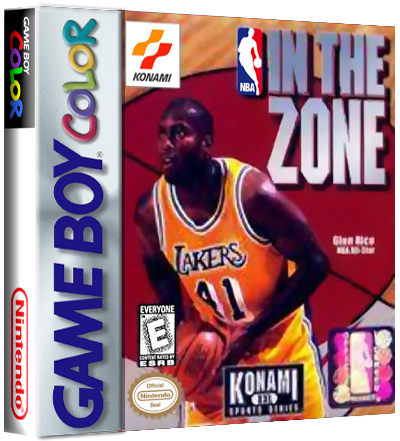 GAME BOY
COLOR
Nintendo
GAME BOY COLOR
KONAMI
NBA
IN THE
ZONE
Glen Rice
NBA All-Star
LAKERS
41
EVERYONE
E
CONTENT RATED BY
ESRB
Official
Nintendo
Seal
KONAMI
SPORTS SERIES